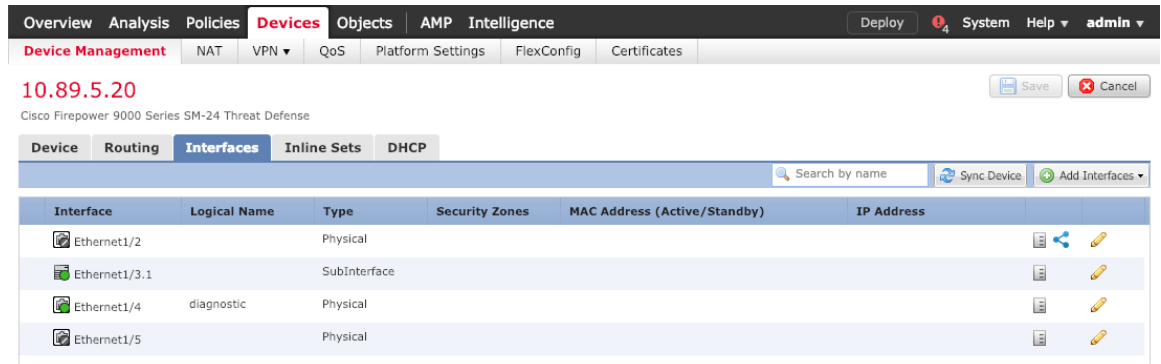 Overview Analysis Policies Devices Objects AMP Intelligence Deploy 4 System Help admin
Device Management NAT VPN QoS Platform Settings FlexConfig Certificates
10.89.5.20
Save Cancel
Cisco Firepower 9000 Series SM-24 Threat Defense
Device Routing Interfaces Inline Sets DHCP
Search by name Sync Device Add Interfaces
Interface Logical Name Type Security Zones MAC Address (Active/Standby) IP Address
Ethernet1/2 Physical
Ethernet1/3.1 SubInterface
Ethernet1/4 diagnostic Physical
Ethernet1/5 Physical